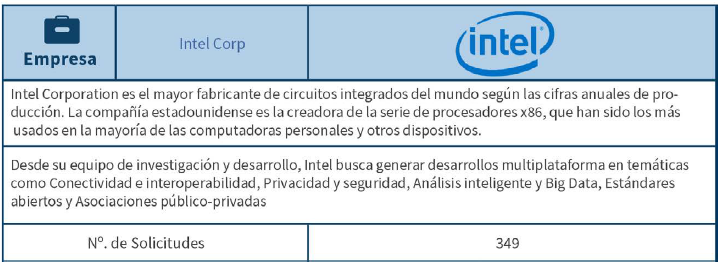 Empresa
Intel Corp
intel
Intel Corporation es el mayor fabricante de circuitos integrados del mundo según las cifras anuales de pro-
ducción. La compañía estadounidense es la creadora de la serie de procesadores x86, que han sido los más
usados en la mayoría de las computadoras personales y otros dispositivos.
Desde su equipo de investigación y desarrollo, Intel busca generar desarrollos multiplataforma en temáticas
como Conectividad e interoperabilidad, Privacidad y seguridad, Análisis inteligente y Big Data, Estándares
abiertos y Asociaciones público-privadas
Nº. de Solicitudes
349